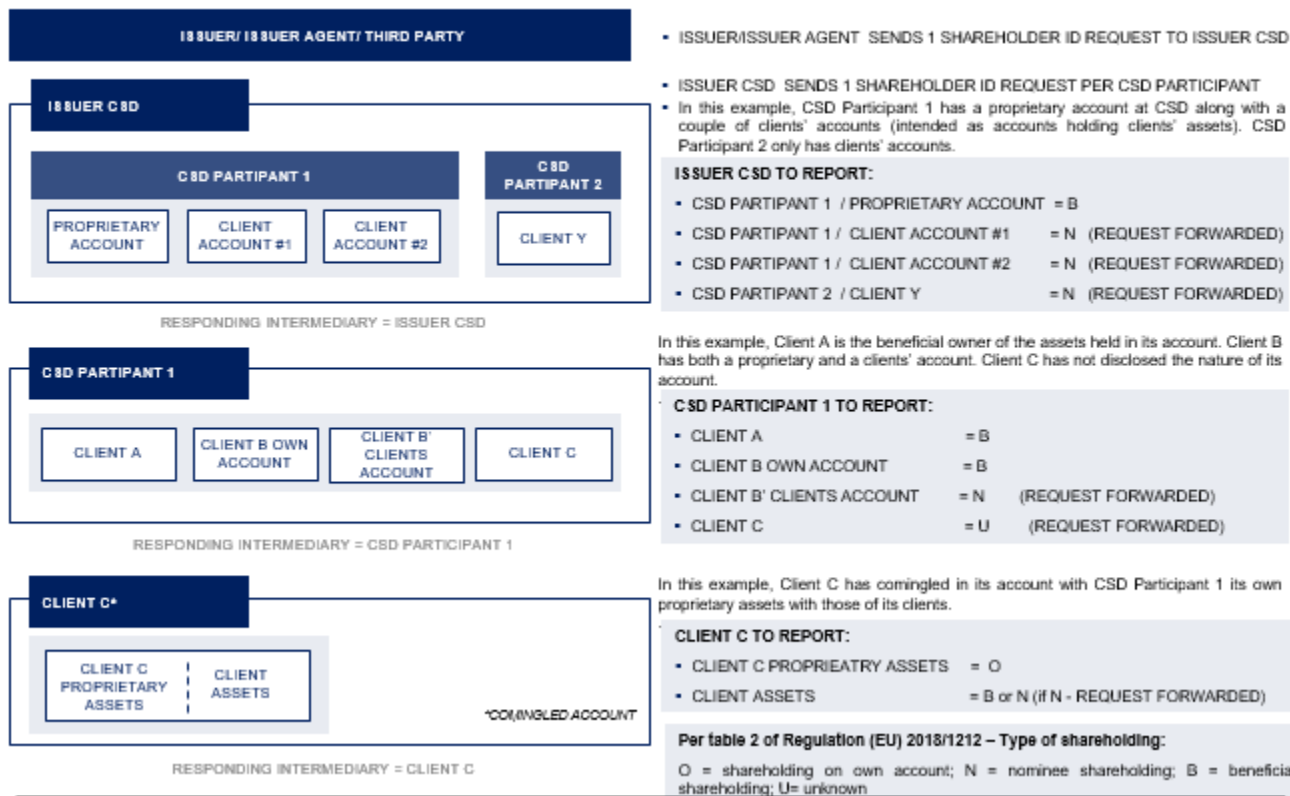 ISSUER/ ISSUER AGENT/ THIRD PARTY
▪ ISSUER/ISSUER AGENT SENDS 1 SHAREHOLDER ID REQUEST TO ISSUER CSD
▪ ISSUER CSD SENDS 1 SHAREHOLDER ID REQUEST PER CSD PARTICIPANT
▪ In this example, CSD Participant 1 has a proprietary account at CSD along with a
couple of clients' accounts (intended as accounts holding clients' assets). CSD
Participant 2 only has clients' accounts.
ISSUER CSD
CSD PARTIPANT 1
CSD
PARTIPANT 2
PROPRIETARY
ACCOUNT
CLIENT
ACCOUNT #1
CLIENT
ACCOUNT #2
CLIENT Y
RESPONDING INTERMEDIARY = ISSUER CSD
ISSUER CSD TO REPORT:
▪ CSD PARTICIPANT 1 / PROPRIETARY ACCOUNT = B
▪ CSD PARTICIPANT 1 / CLIENT ACCOUNT #1 = N (REQUEST FORWARDED)
▪ CSD PARTICIPANT 1 / CLIENT ACCOUNT #2 = N (REQUEST FORWARDED)
▪ CSD PARTIPANT 2 / CLIENT Y = N (REQUEST FORWARDED)
In this example, Client A is the beneficial owner of the assets held in its account. Client B
has both a proprietary and a clients' account. Client C has not disclosed the nature of its
account.
CSD PARTIPANT 1
CLIENT A
CLIENT B OWN
ACCOUNT
CLIENT B'
CLIENTS
ACCOUNT
CLIENT C
RESPONDING INTERMEDIARY = CSD PARTICIPANT 1
CSD PARTICIPANT 1 TO REPORT:
▪ CLIENT A = B
▪ CLIENT B OWN ACCOUNT = B
▪ CLIENT B' CLIENTS ACCOUNT = N (REQUEST FORWARDED)
▪ CLIENT C = U (REQUEST FORWARDED)
In this example, Client C has comingled in its account with CSD Participant 1 its own
proprietary assets with those of its clients.
CLIENT C*
CLIENT C
PROPRIETARY
ASSETS
CLIENT
ASSETS
*COMINGLED ACCOUNT
RESPONDING INTERMEDIARY = CLIENT C
CLIENT C TO REPORT:
▪ CLIENT C PROPRIEATRY ASSETS = O
▪ CLIENT ASSETS = B or N (if N - REQUEST FORWARDED)
Per table 2 of Regulation (EU) 2018/1212 – Type of shareholding:
O = shareholding on own account; N = nominee shareholding; B = beneficia
shareholding; U= unknown